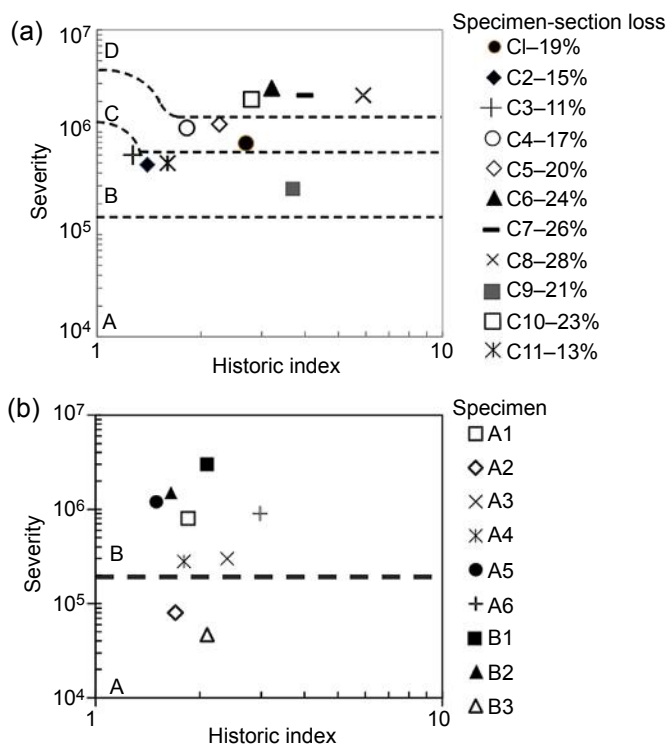 (a)
10⁷
D
C
10⁶
B
10⁵
A
10⁴
Severity
1
10
Historic index
Specimen-section loss
Cl–19%
C2–15%
C3–11%
C4–17%
C5–20%
C6–24%
C7–26%
C8–28%
C9–21%
C10–23%
C11–13%
(b)
10⁷
10⁶
B
10⁵
A
10⁴
Severity
1
10
Historic index
Specimen
A1
A2
A3
A4
A5
A6
B1
B2
B3